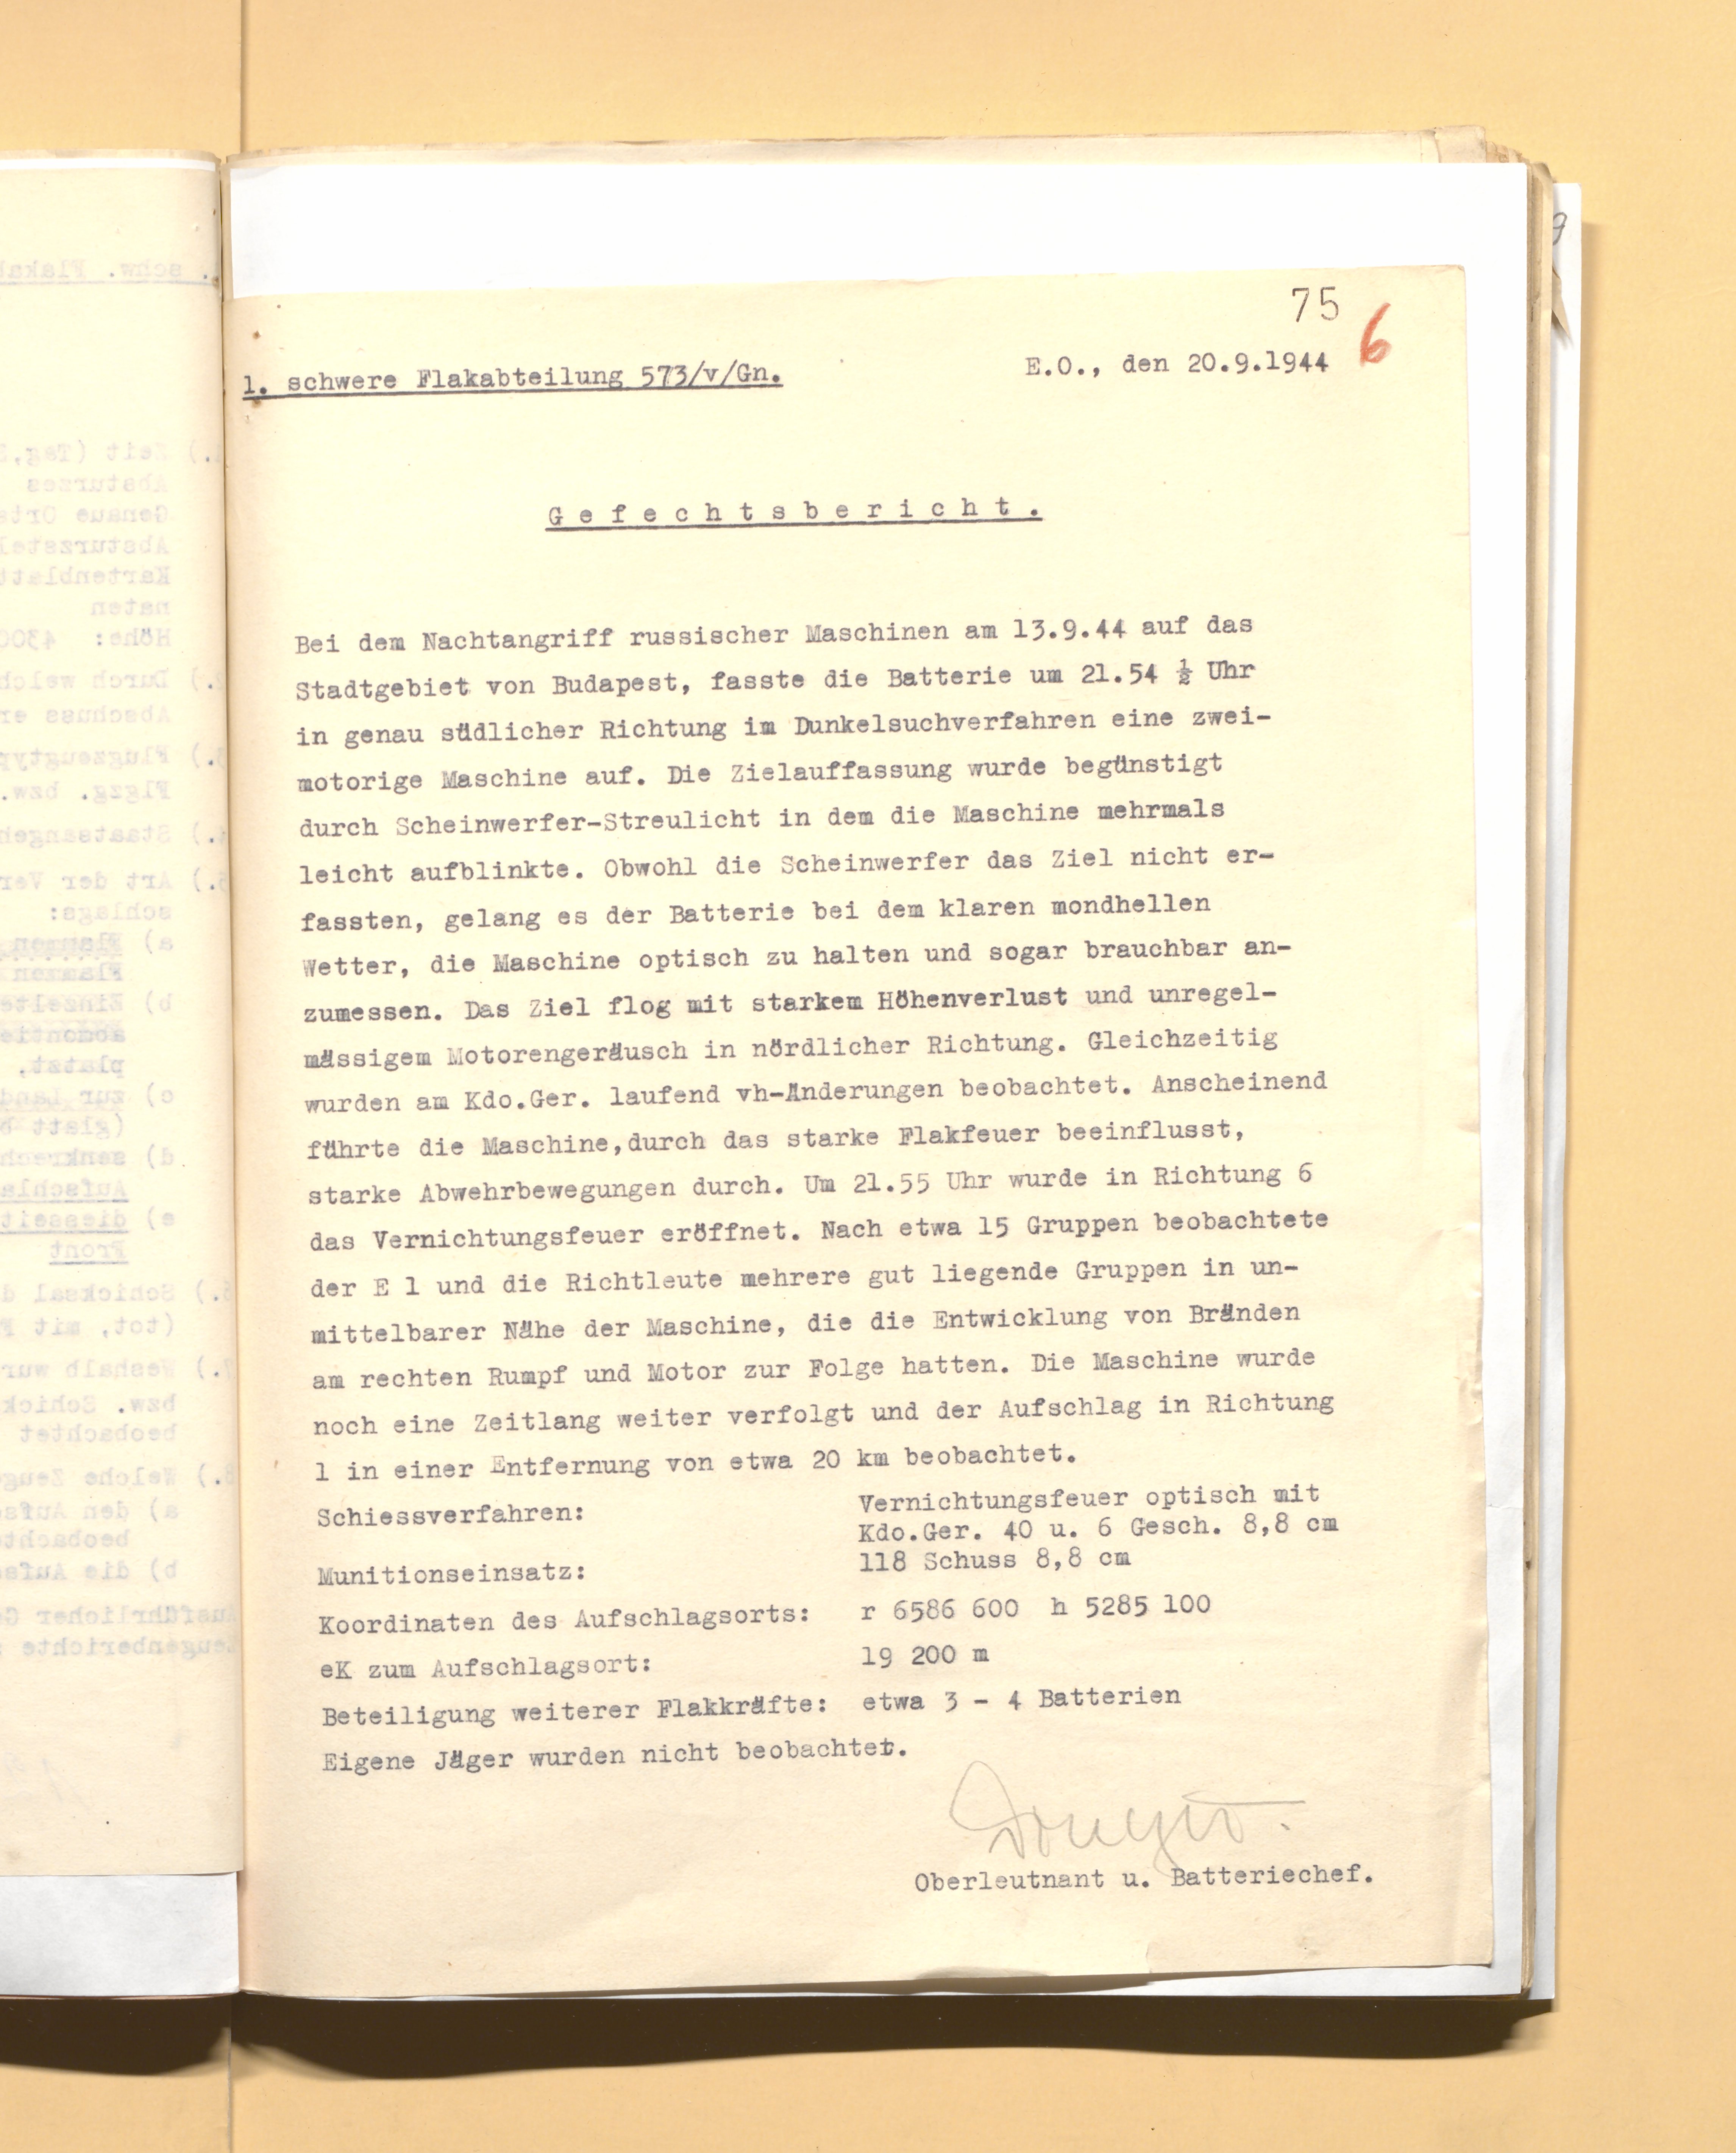 75
6
1. schwere Flakabteilung 573/v/Gn.
E.O., den 20.9.1944
Gefechtsbericht.
Bei dem Nachtangriff russischer Maschinen am 13.9.44 auf das
Stadtgebiet von Budapest, fasste die Batterie um 21.54 ½ Uhr
in genau südlicher Richtung im Dunkelsuchverfahren eine zwei-
motorige Maschine auf. Die Zielauffassung wurde begünstigt
durch Scheinwerfer-Streulicht in dem die Maschine mehrmals
leicht aufblinkte. Obwohl die Scheinwerfer das Ziel nicht er-
fassten, gelang es der Batterie bei dem klaren mondhellen
Wetter, die Maschine optisch zu halten und sogar brauchbar an-
zumessen. Das Ziel flog mit starkem Höhenverlust und unregel-
mässigem Motorengeräusch in nördlicher Richtung. Gleichzeitig
wurden am Kdo.Ger. laufend vh-Änderungen beobachtet. Anscheinend
führte die Maschine,durch das starke Flakfeuer beeinflusst,
starke Abwehrbewegungen durch. Um 21.55 Uhr wurde in Richtung 6
das Vernichtungsfeuer eröffnet. Nach etwa 15 Gruppen beobachtete
der E 1 und die Richtleute mehrere gut liegende Gruppen in un-
mittelbarer Nähe der Maschine, die die Entwicklung von Bränden
am rechten Rumpf und Motor zur Folge hatten. Die Maschine wurde
noch eine Zeitlang weiter verfolgt und der Aufschlag in Richtung
1 in einer Entfernung von etwa 20 km beobachtet.
Schiessverfahren: Vernichtungsfeuer optisch mit
Kdo.Ger. 40 u. 6 Gesch. 8,8 cm
Munitionseinsatz: 118 Schuss 8,8 cm
Koordinaten des Aufschlagsorts: r 6586 600 h 5285 100
eK zum Aufschlagsort: 19 200 m
Beteiligung weiterer Flakkräfte: etwa 3 - 4 Batterien
Eigene Jäger wurden nicht beobachtet.
Oberleutnant u. Batteriechef.